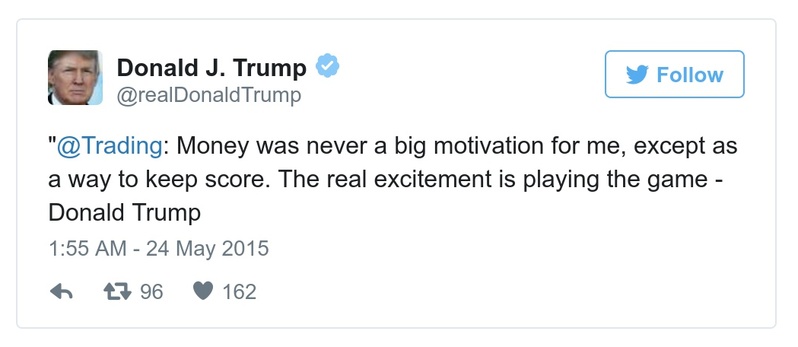 Donald J. Trump
@realDonaldTrump
Follow
"@Trading: Money was never a big motivation for me, except as
a way to keep score. The real excitement is playing the game -
Donald Trump
1:55 AM - 24 May 2015
96 162